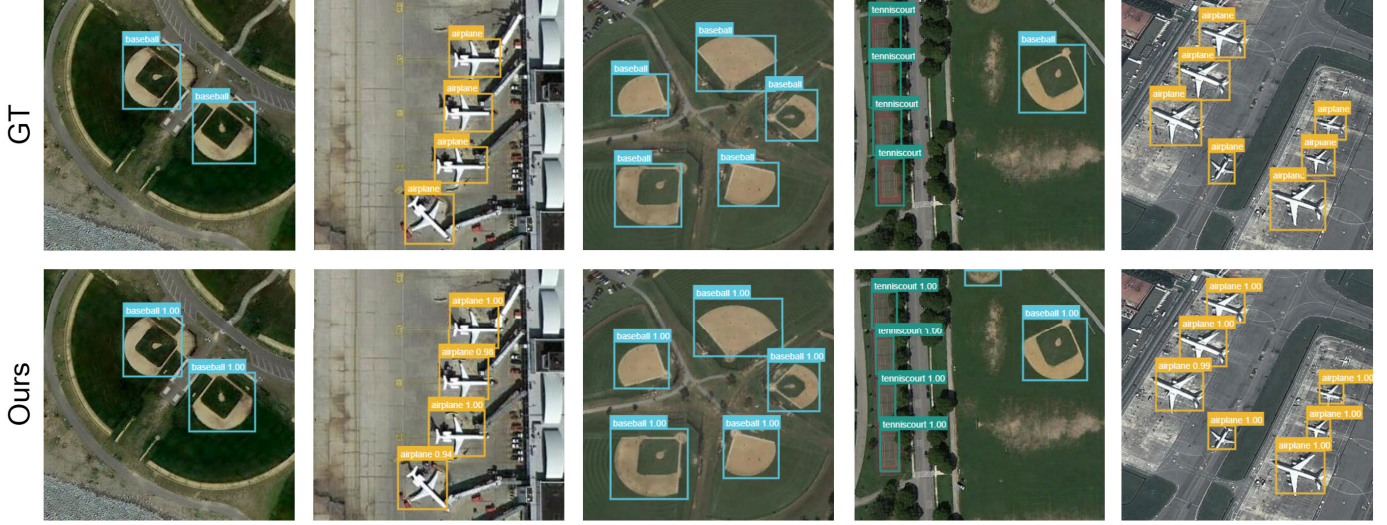 GT
baseball
baseball
airplane
airplane
airplane
airplane
baseball
baseball
baseball
baseball
baseball
tenniscourt
tenniscourt
tenniscourt
tenniscourt
baseball
airplane
airplane
airplane
airplane
airplane
airplane
airplane
Ours
baseball 1.00
baseball 1.00
airplane 1.00
airplane 0.98
airplane 1.00
airplane 0.94
baseball 1.00
baseball 1.00
baseball 1.00
baseball 1.00
baseball 1.00
tenniscourt 1.00
tenniscourt 1.00
tenniscourt 1.00
tenniscourt 1.00
baseball 1.00
airplane 1.00
airplane 1.00
airplane 0.99
airplane 1.00
airplane 1.00
airplane 1.00
airplane 1.00